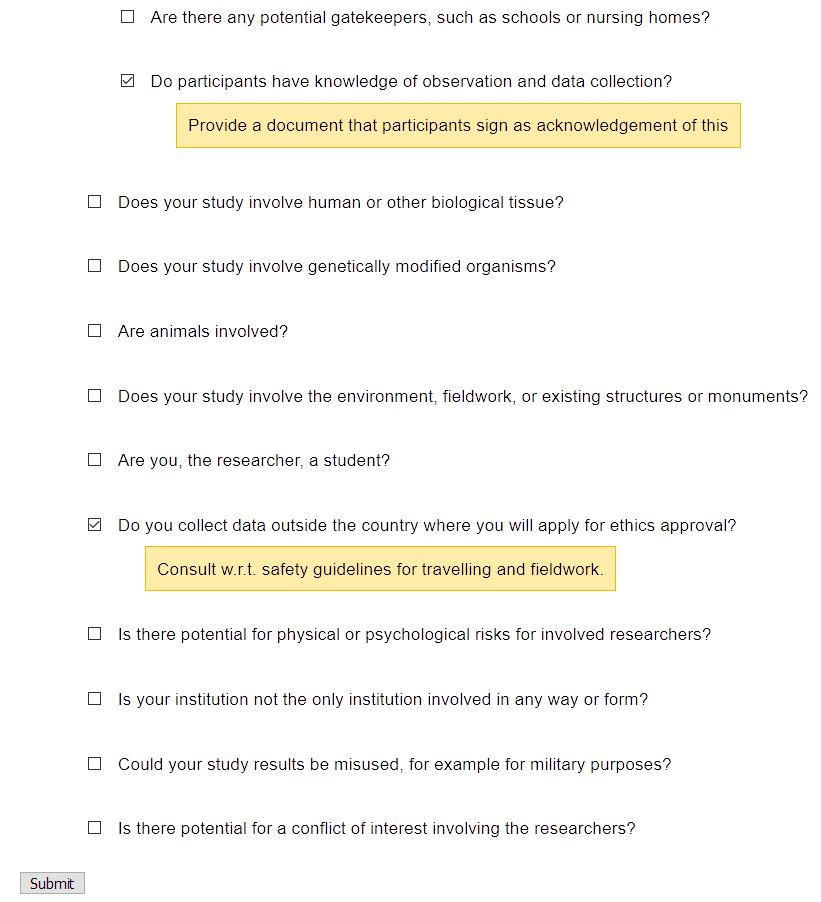 Are there any potential gatekeepers, such as schools or nursing homes?
Do participants have knowledge of observation and data collection?
Provide a document that participants sign as acknowledgement of this
Does your study involve human or other biological tissue?
Does your study involve genetically modified organisms?
Are animals involved?
Does your study involve the environment, fieldwork, or existing structures or monuments?
Are you, the researcher, a student?
Do you collect data outside the country where you will apply for ethics approval?
Consult w.r.t. safety guidelines for travelling and fieldwork.
Is there potential for physical or psychological risks for involved researchers?
Is your institution not the only institution involved in any way or form?
Could your study results be misused, for example for military purposes?
Is there potential for a conflict of interest involving the researchers?
Submit